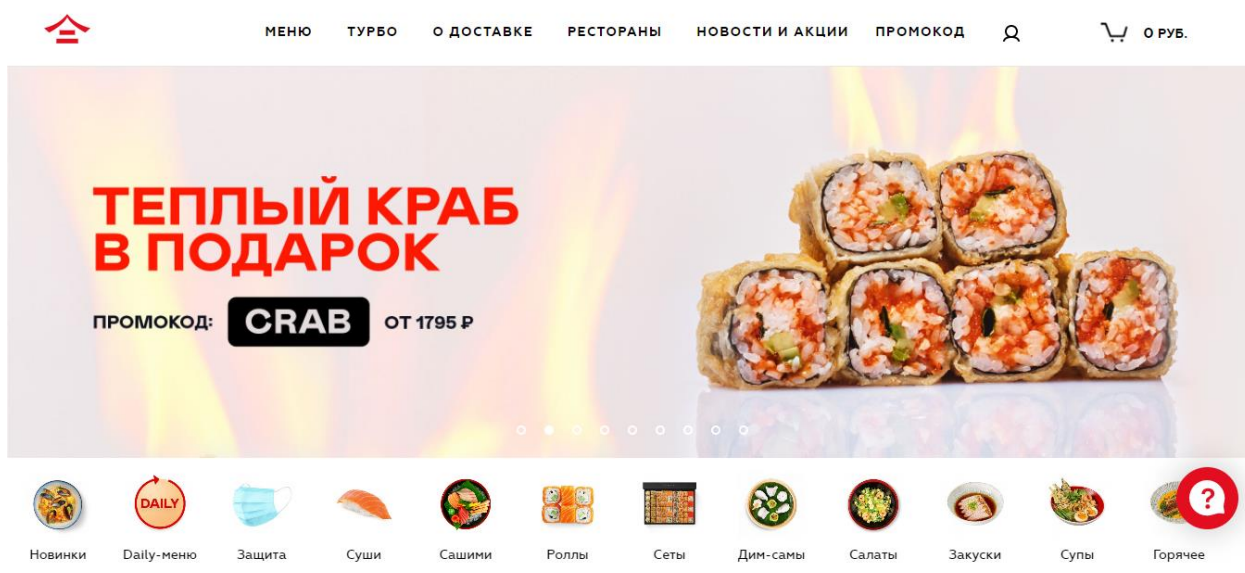 МЕНЮ ТУРБО О ДОСТАВКЕ РЕСТОРАНЫ НОВОСТИ И АКЦИИ ПРОМОКОД 0 РУБ.
ТЕПЛЫЙ КРАБ
В ПОДАРОК
ПРОМОКОД: CRAB ОТ 1795 ₽
DAILY
?
Новинки Daily-меню Защита Суши Сашими Роллы Сеты Дим-самы Салаты Закуски Супы Горячее